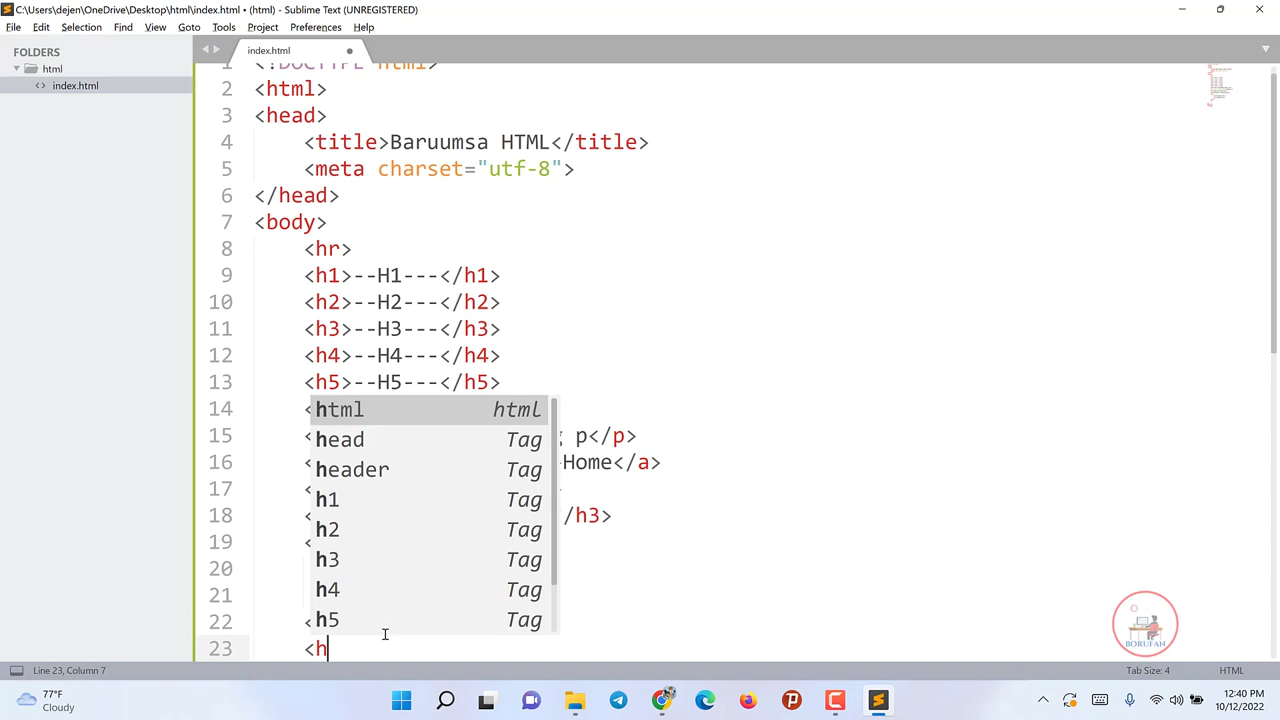 C:\Users\dejen\OneDrive\Desktop\html\index.html • (html) - Sublime Text (UNREGISTERED)
File Edit Selection Find View Goto Tools Project Preferences Help
FOLDERS
html
index.html
index.html
1 <!DOCTYPE html>
2 <html>
3 <head>
4 <title>Baruumsa HTML</title>
5 <meta charset="utf-8">
6 </head>
7 <body>
8 <hr>
9 <h1>--H1---</h1>
10 <h2>--H2---</h2>
11 <h3>--H3---</h3>
12 <h4>--H4---</h4>
13 <h5>--H5---</h5>
14 <
15 < p</p>
16 < Home</a>
17 <
18 < /h3>
19 <
20
21
22 <
23 <h
html html
head Tag
header Tag
h1 Tag
h2 Tag
h3 Tag
h4 Tag
h5 Tag
BORUFAN
Line 23, Column 7
Tab Size: 4
HTML
77°F
Cloudy
12:40 PM
10/12/2022